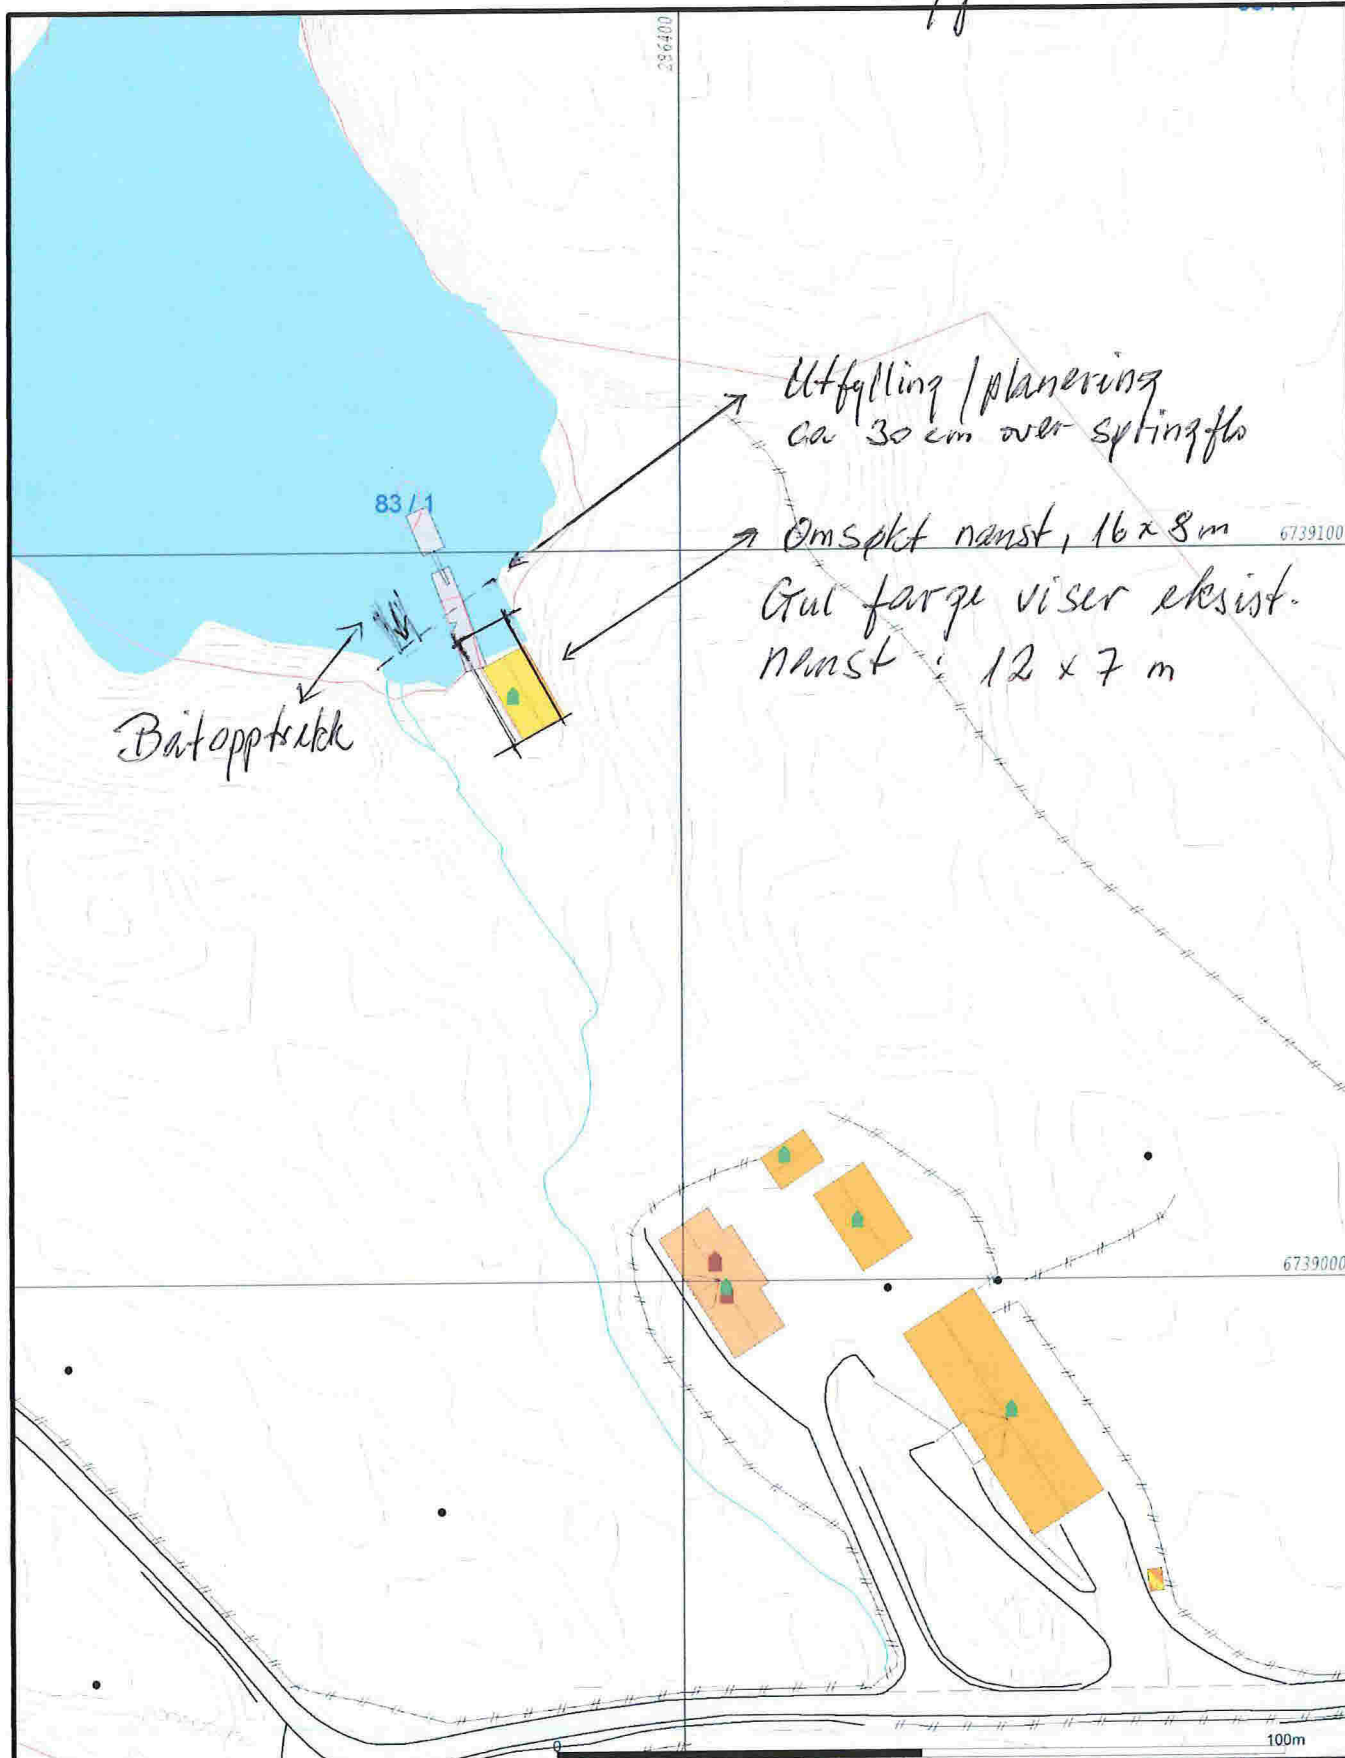 296400
Utfylling / planering
ca 30 cm over springflo
83 / 1
Omsøkt naust, 16 x 8 m
6739100
Gul farge viser eksist.
naust : 12 x 7 m
Båtopptrekk
6739000
0
100m